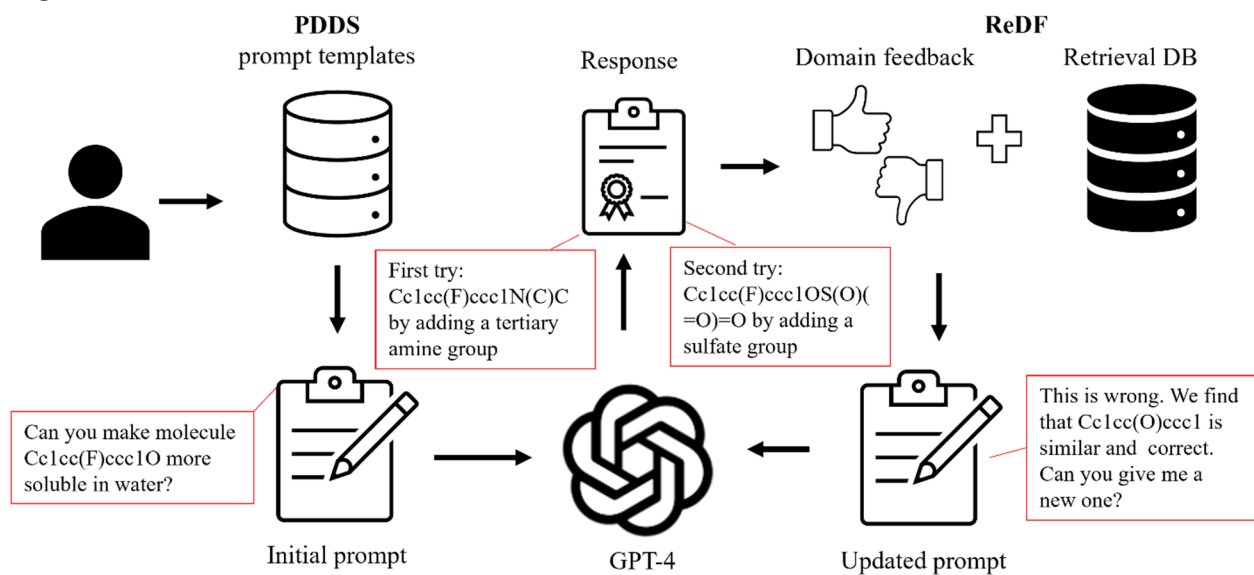 PDDS
prompt templates
Response
ReDF
Domain feedback
Retrieval DB
First try:
Cc1cc(F)ccc1N(C)C
by adding a tertiary
amine group
Second try:
Cc1cc(F)ccc1OS(O)(
=O)=O by adding a
sulfate group
Can you make molecule
Cc1cc(F)ccc1O more
soluble in water?
This is wrong. We find
that Cc1cc(O)ccc1 is
similar and correct.
Can you give me a
new one?
Initial prompt
GPT-4
Updated prompt